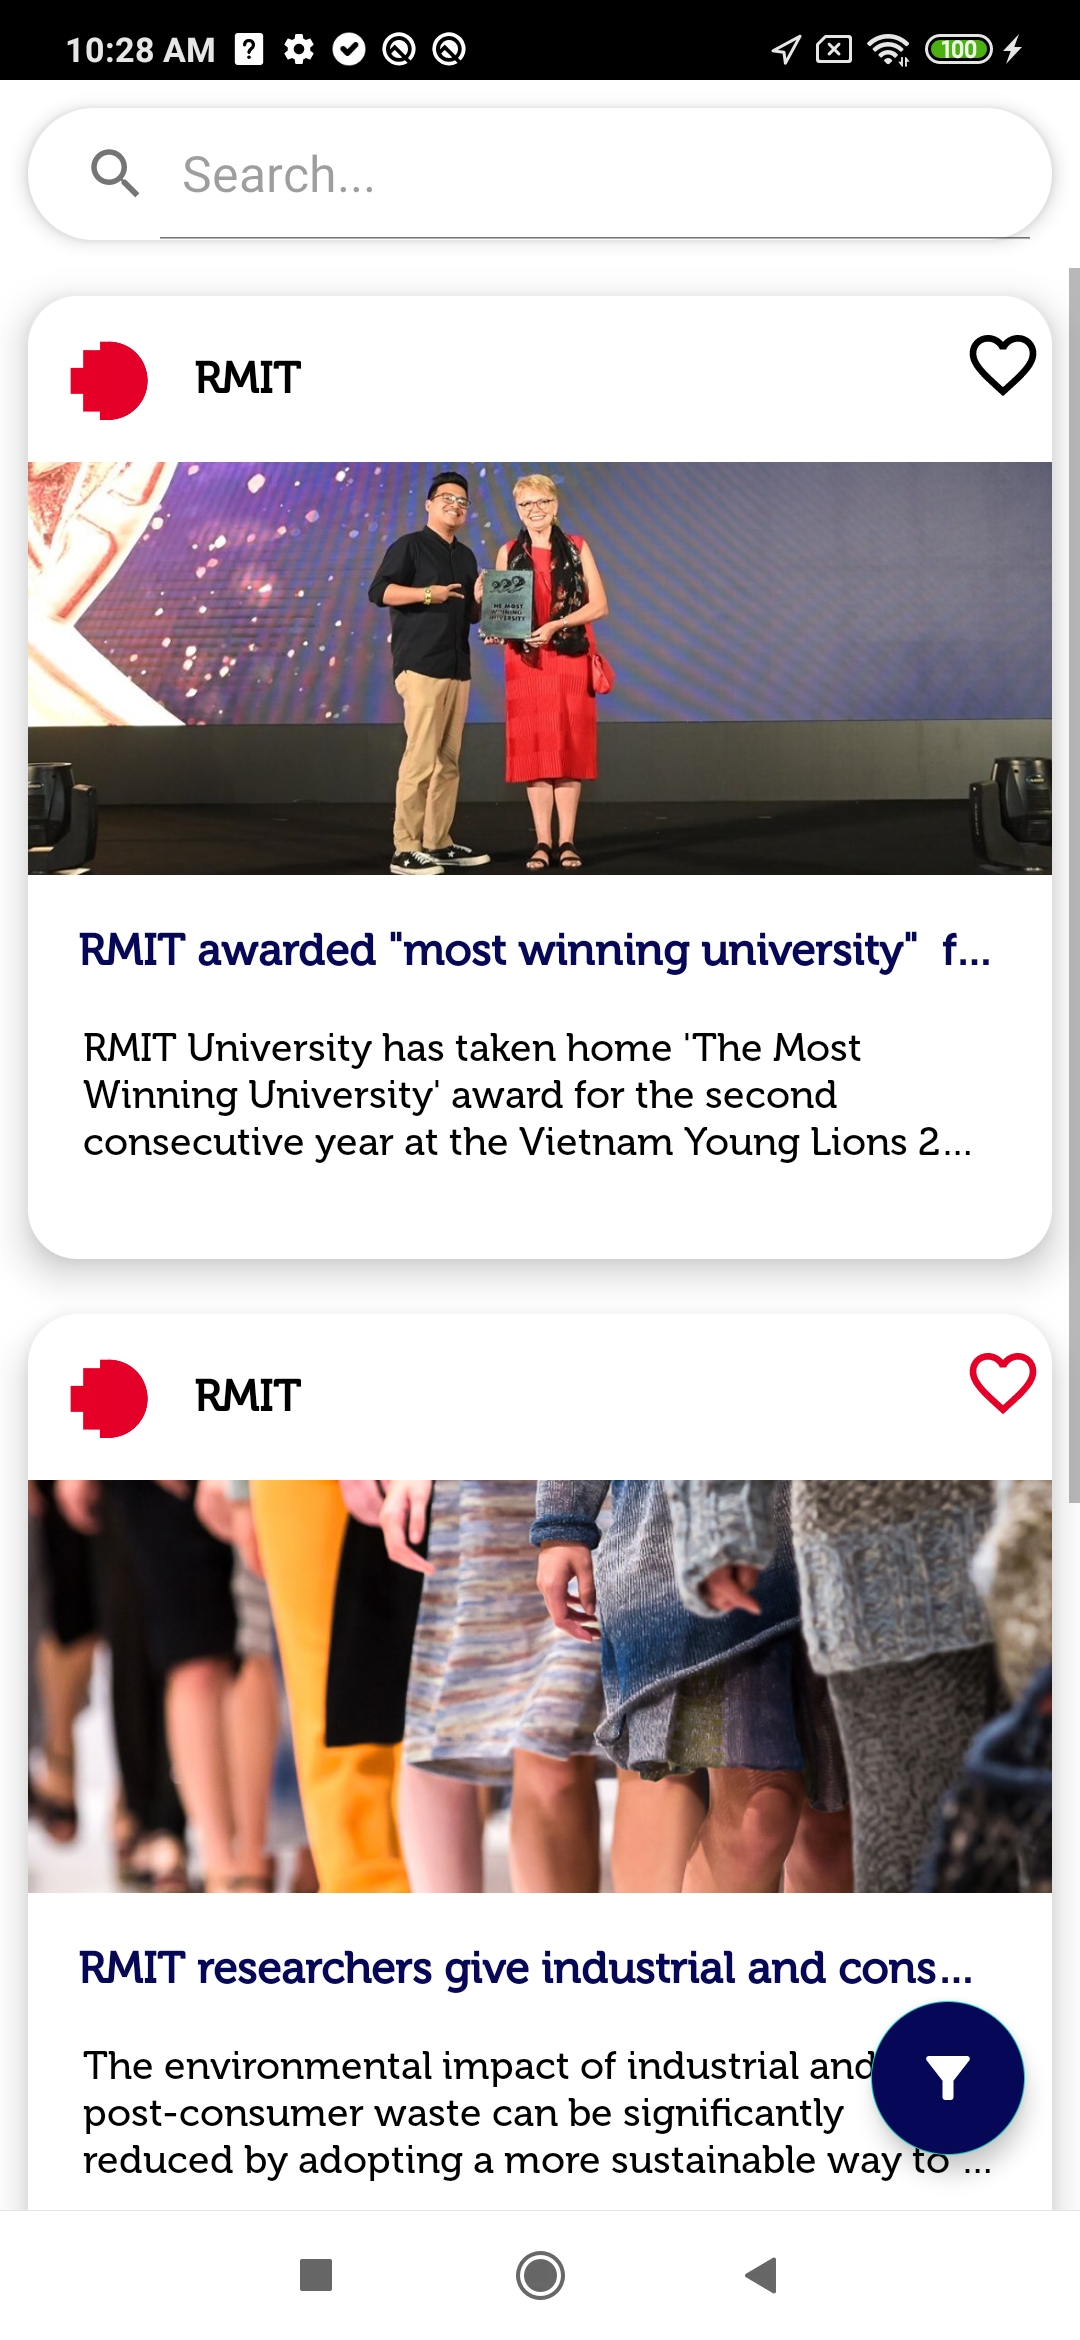 10:28 AM
100
Search...
RMIT
THE MOST
WINNING
UNIVERSITY
RMIT awarded "most winning university"  f...
RMIT University has taken home 'The Most
Winning University' award for the second
consecutive year at the Vietnam Young Lions 2...
RMIT
RMIT researchers give industrial and cons...
The environmental impact of industrial and
post-consumer waste can be significantly
reduced by adopting a more sustainable way to ...